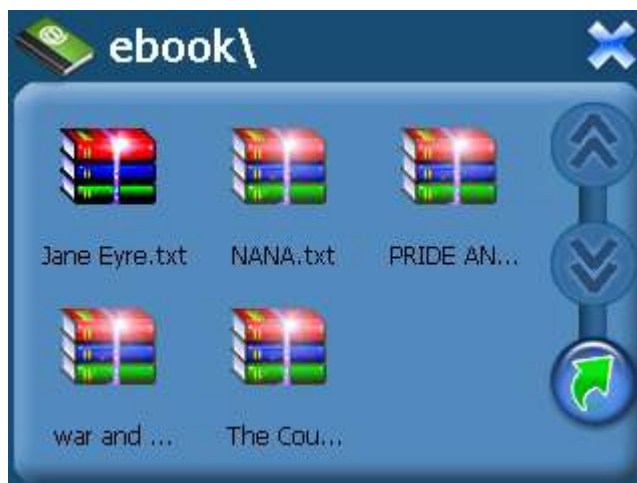 ebook\
Jane Eyre.txt
NANA.txt
PRIDE AN...
war and ...
The Cou...